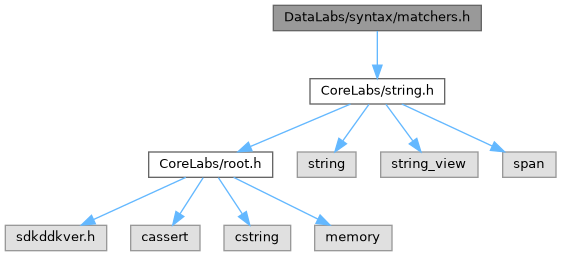 DataLabs/syntax/matchers.h
CoreLabs/string.h
CoreLabs/root.h
string
string_view
span
sdkddkver.h
cassert
cstring
memory